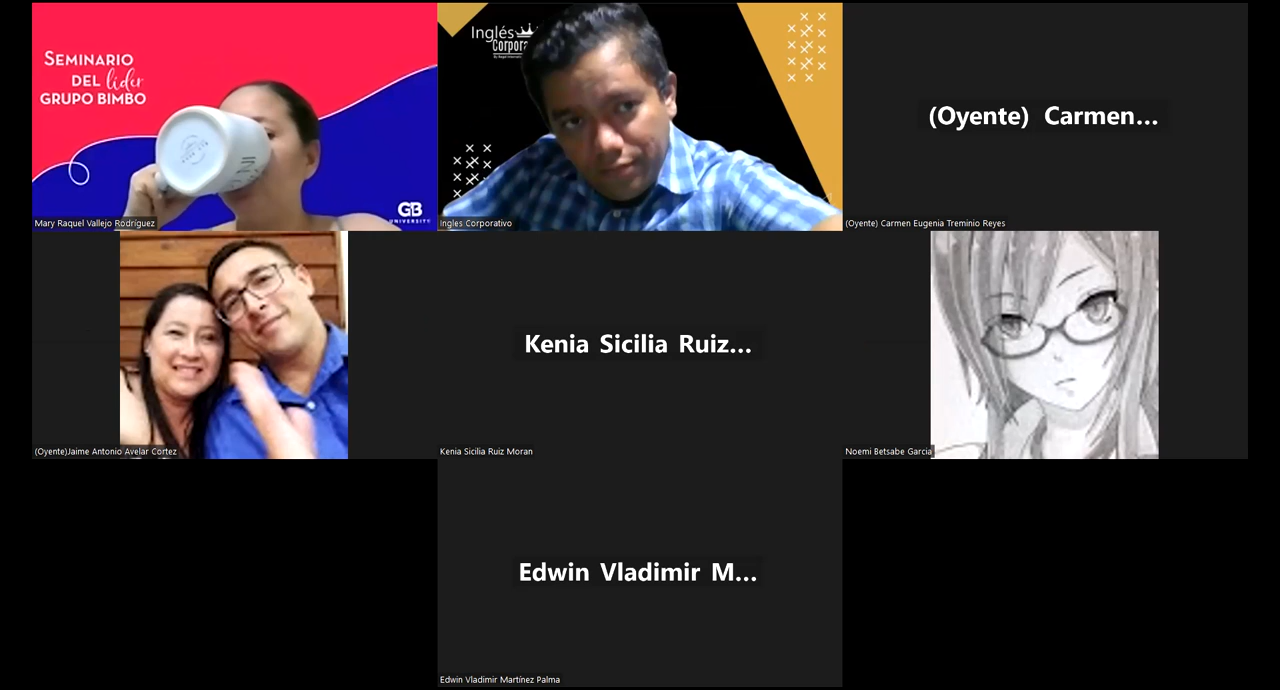 SEMINARIO
DEL líder
GRUPO BIMBO
GB
UNIVERSITY
Mary Raquel Vallejo Rodríguez
Inglés
Corpora
Ingles Corporativo
(Oyente) Carmen...
(Oyente) Carmen Eugenia Treminio Reyes
(Oyente)Jaime Antonio Avelar Cortez
Kenia Sicilia Ruiz...
Kenia Sicilia Ruiz Moran
Noemi Betsabe Garcia
Edwin Vladimir M...
Edwin Vladimir Martínez Palma